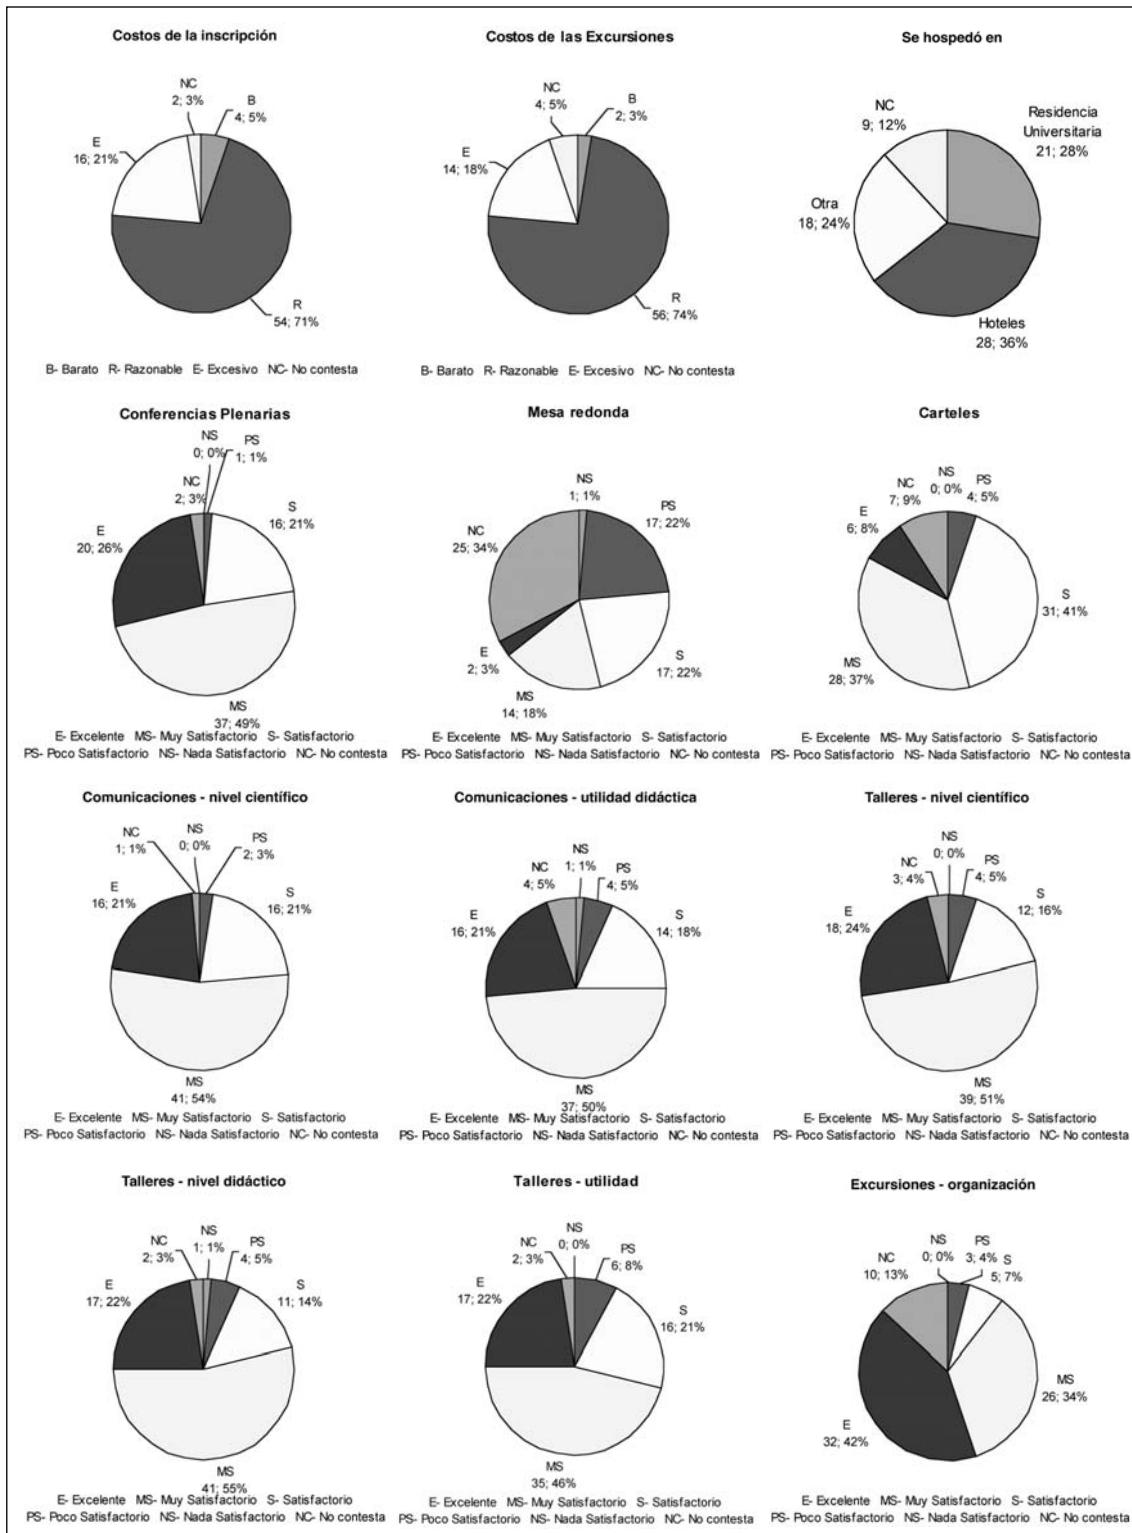 Costos de la inscripción
NC
2; 3%
B
4; 5%
E
16; 21%
R
54; 71%
B- Barato R- Razonable E- Excesivo NC- No contesta
Costos de las Excursiones
NC
4; 5%
B
2; 3%
E
14; 18%
R
56; 74%
B- Barato R- Razonable E- Excesivo NC- No contesta
Se hospedó en
NC
9; 12%
Residencia
Universitaria
21; 28%
Otra
18; 24%
Hoteles
28; 36%
Conferencias Plenarias
NS
0; 0%
PS
1; 1%
NC
2; 3%
S
16; 21%
E
20; 26%
MS
37; 49%
E- Excelente MS- Muy Satisfactorio S- Satisfactorio
PS- Poco Satisfactorio NS- Nada Satisfactorio NC- No contesta
Mesa redonda
NS
1; 1%
PS
17; 22%
NC
25; 34%
S
17; 22%
E
2; 3%
MS
14; 18%
E- Excelente MS- Muy Satisfactorio S- Satisfactorio
PS- Poco Satisfactorio NS- Nada Satisfactorio NC- No contesta
Carteles
NS
0; 0%
PS
4; 5%
NC
7; 9%
E
6; 8%
S
31; 41%
MS
28; 37%
E- Excelente MS- Muy Satisfactorio S- Satisfactorio
PS- Poco Satisfactorio NS- Nada Satisfactorio NC- No contesta
Comunicaciones - nivel científico
NC
1; 1%
NS
0; 0%
PS
2; 3%
E
16; 21%
S
16; 21%
MS
41; 54%
E- Excelente MS- Muy Satisfactorio S- Satisfactorio
PS- Poco Satisfactorio NS- Nada Satisfactorio NC- No contesta
Comunicaciones - utilidad didáctica
NC
4; 5%
NS
1; 1%
PS
4; 5%
E
16; 21%
S
14; 18%
MS
37; 50%
E- Excelente MS- Muy Satisfactorio S- Satisfactorio
PS- Poco Satisfactorio NS- Nada Satisfactorio NC- No contesta
Talleres - nivel científico
NS
0; 0%
NC
3; 4%
PS
4; 5%
S
12; 16%
E
18; 24%
MS
39; 51%
E- Excelente MS- Muy Satisfactorio S- Satisfactorio
PS- Poco Satisfactorio NS- Nada Satisfactorio NC- No contesta
Talleres - nivel didáctico
NC
2; 3%
NS
1; 1%
PS
4; 5%
E
17; 22%
S
11; 14%
MS
41; 55%
E- Excelente MS- Muy Satisfactorio S- Satisfactorio
PS- Poco Satisfactorio NS- Nada Satisfactorio NC- No contesta
Talleres - utilidad
NC
2; 3%
NS
0; 0%
PS
6; 8%
E
17; 22%
S
16; 21%
MS
35; 46%
E- Excelente MS- Muy Satisfactorio S- Satisfactorio
PS- Poco Satisfactorio NS- Nada Satisfactorio NC- No contesta
Excursiones - organización
NC
10; 13%
NS
0; 0%
PS
3; 4%
S
5; 7%
MS
26; 34%
E
32; 42%
E- Excelente MS- Muy Satisfactorio S- Satisfactorio
PS- Poco Satisfactorio NS- Nada Satisfactorio NC- No contesta